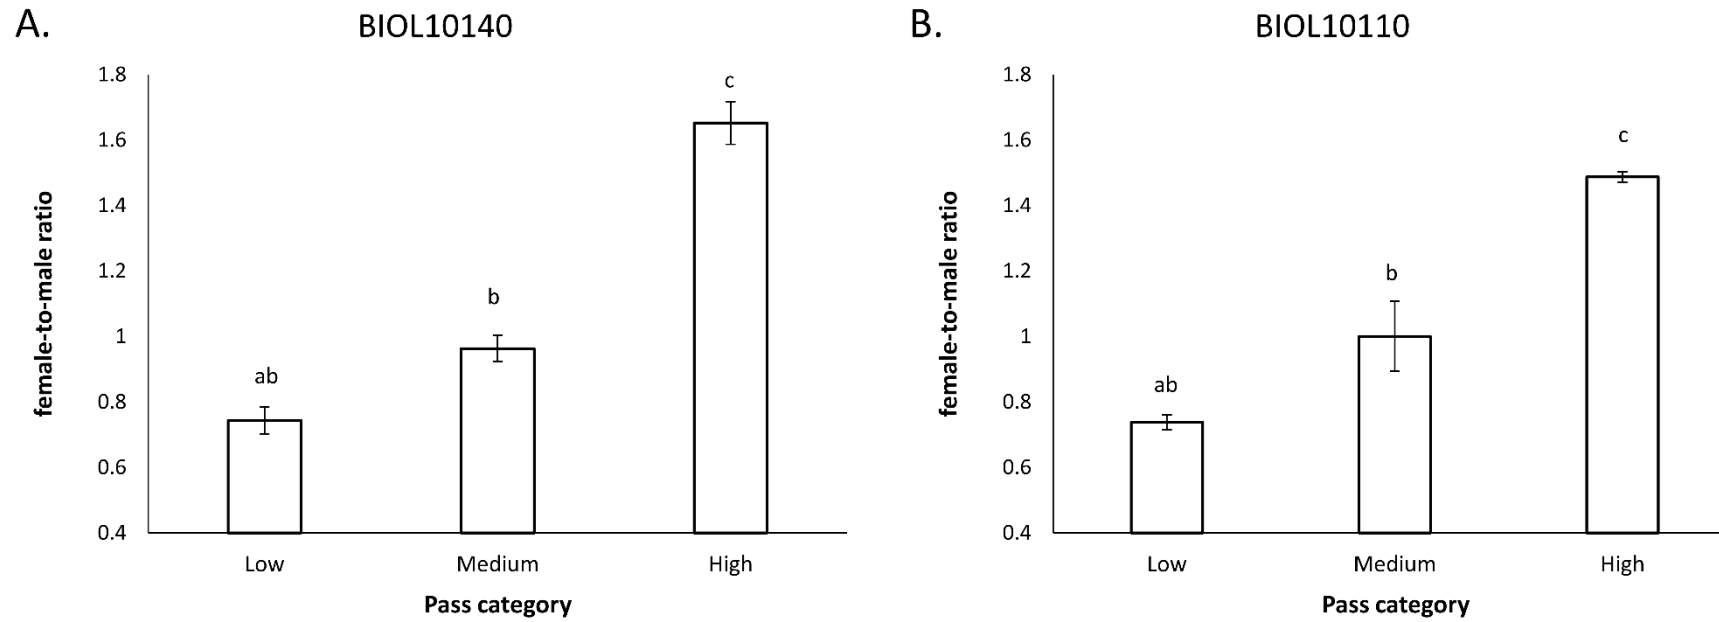 A.
BIOL10140
1.8
1.6
1.4
1.2
1
0.8
0.6
0.4
female-to-male ratio
ab
b
c
Low Medium High
Pass category
B.
BIOL10110
1.8
1.6
1.4
1.2
1
0.8
0.6
0.4
female-to-male ratio
ab
b
c
Low Medium High
Pass category